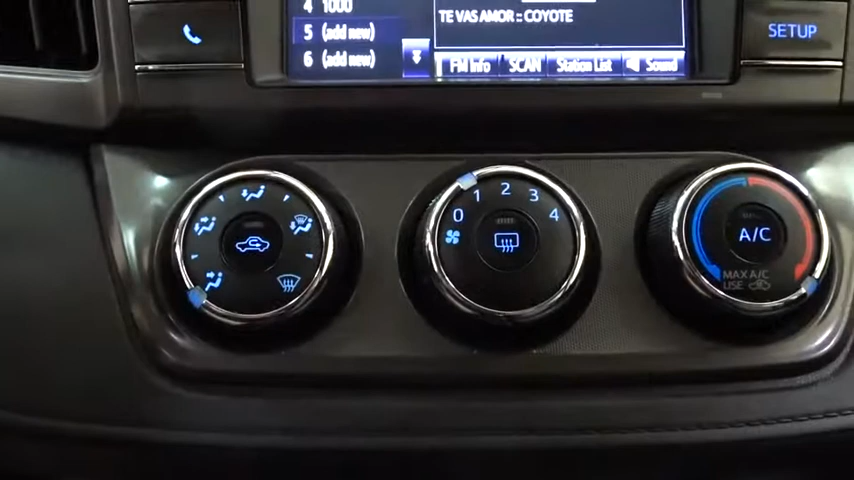 4 1000
5 (add new)
6 (add new)
TE VAS AMOR :: COYOTE
FM Info
SCAN
Station List
Sound
SETUP
0 1 2 3 4
A/C
MAX A/C
USE